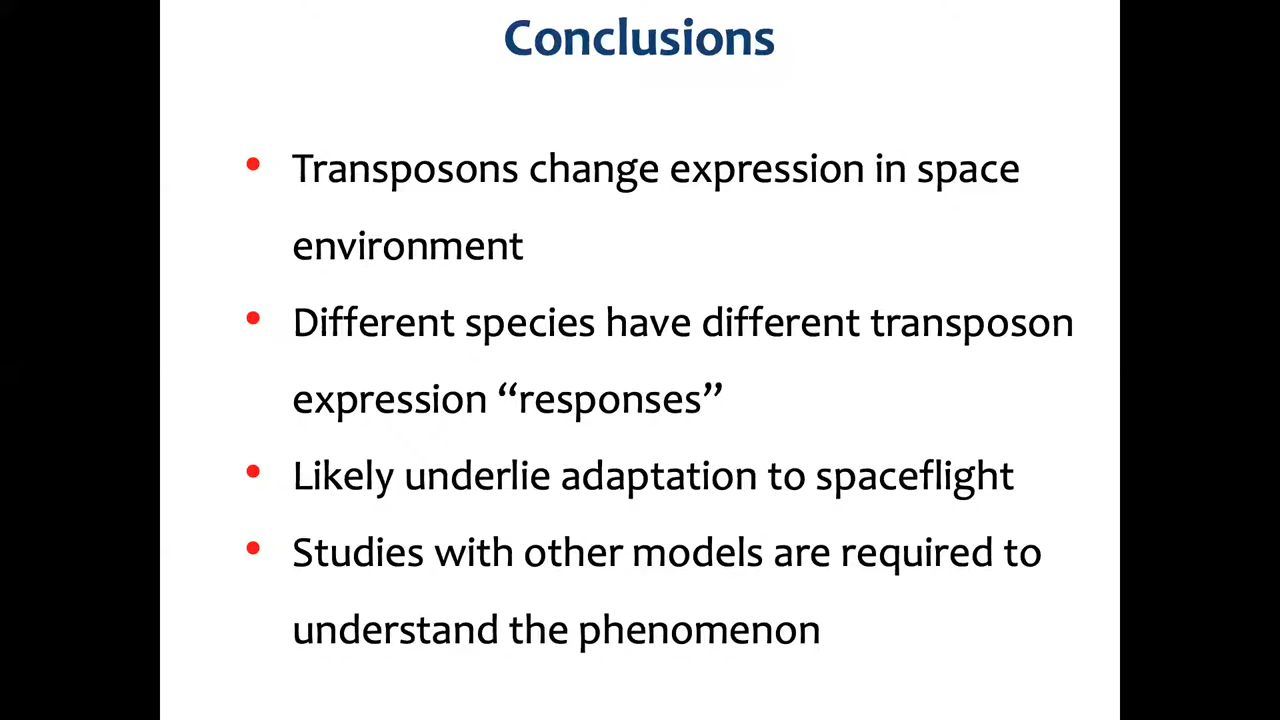 Conclusions
• Transposons change expression in space
environment
• Different species have different transposon
expression “responses”
• Likely underlie adaptation to spaceflight
• Studies with other models are required to
understand the phenomenon